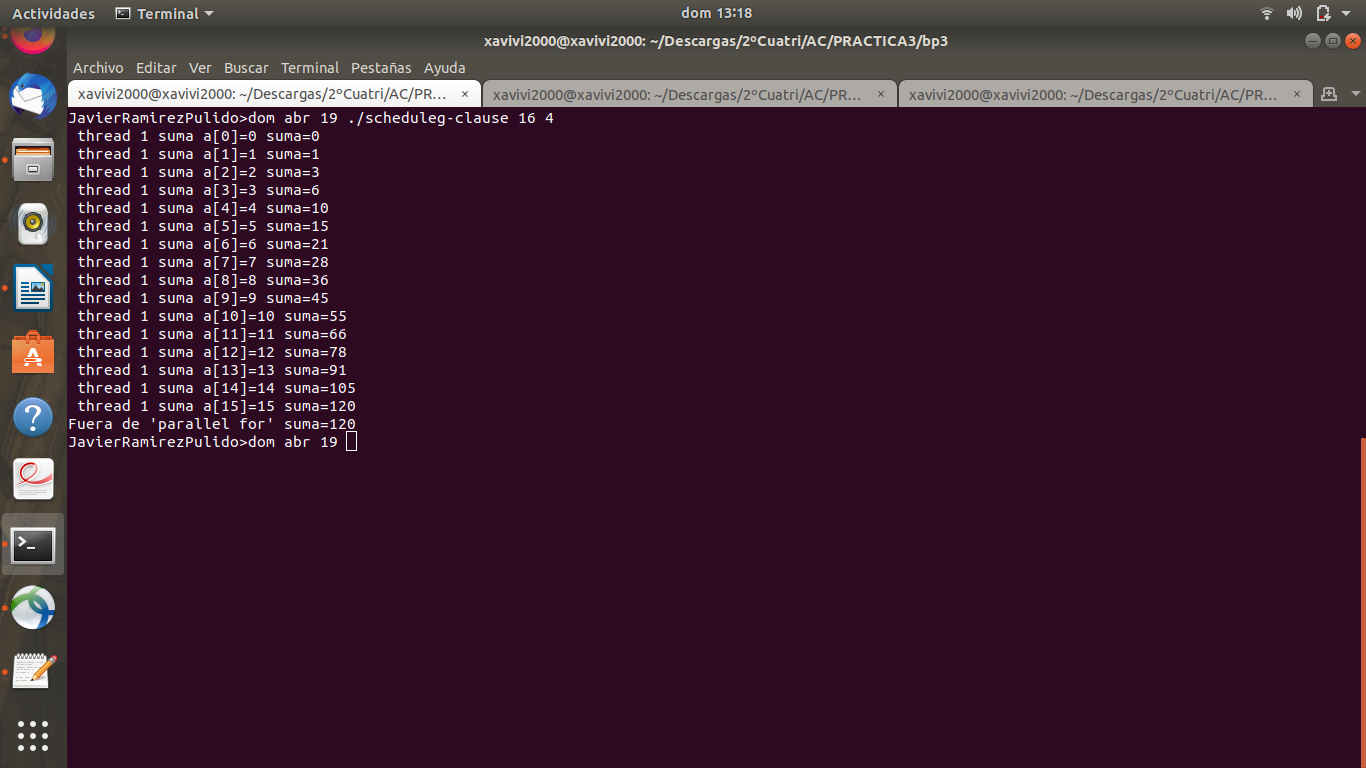 Actividades Terminal dom 13:18
xavivi2000@xavivi2000: ~/Descargas/2ºCuatri/AC/PRACTICA3/bp3
Archivo Editar Ver Buscar Terminal Pestañas Ayuda
xavivi2000@xavivi2000: ~/Descargas/2ºCuatri/AC/PR... × xavivi2000@xavivi2000: ~/Descargas/2ºCuatri/AC/PR... × xavivi2000@xavivi2000: ~/Descargas/2ºCuatri/AC/PR... ×
JavierRamirezPulido>dom abr 19 ./scheduleg-clause 16 4
thread 1 suma a[0]=0 suma=0
thread 1 suma a[1]=1 suma=1
thread 1 suma a[2]=2 suma=3
thread 1 suma a[3]=3 suma=6
thread 1 suma a[4]=4 suma=10
thread 1 suma a[5]=5 suma=15
thread 1 suma a[6]=6 suma=21
thread 1 suma a[7]=7 suma=28
thread 1 suma a[8]=8 suma=36
thread 1 suma a[9]=9 suma=45
thread 1 suma a[10]=10 suma=55
thread 1 suma a[11]=11 suma=66
thread 1 suma a[12]=12 suma=78
thread 1 suma a[13]=13 suma=91
thread 1 suma a[14]=14 suma=105
thread 1 suma a[15]=15 suma=120
Fuera de 'parallel for' suma=120
JavierRamirezPulido>dom abr 19